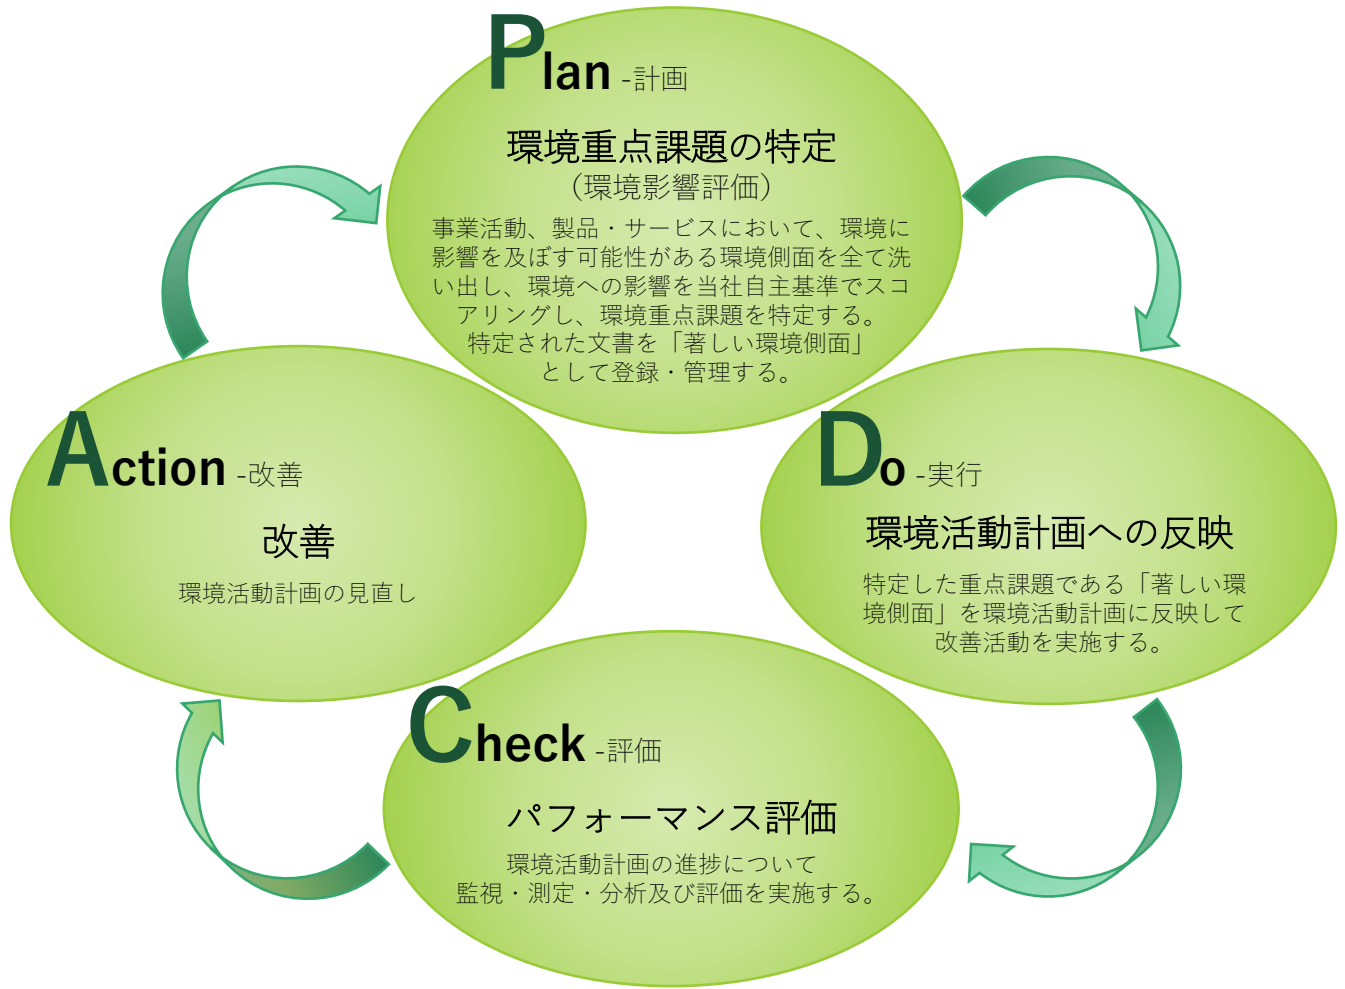 Plan -計画
環境重点課題の特定
（環境影響評価）
事業活動、製品・サービスにおいて、環境に
影響を及ぼす可能性がある環境側面を全て洗
い出し、環境への影響を当社自主基準でスコ
アリングし、環境重点課題を特定する。
特定された文書を「著しい環境側面」
として登録・管理する。
Do -実行
環境活動計画への反映
特定した重点課題である「著しい環
境側面」を環境活動計画に反映して
改善活動を実施する。
Check -評価
パフォーマンス評価
環境活動計画の進捗について
監視・測定・分析及び評価を実施する。
Action -改善
改善
環境活動計画の見直し